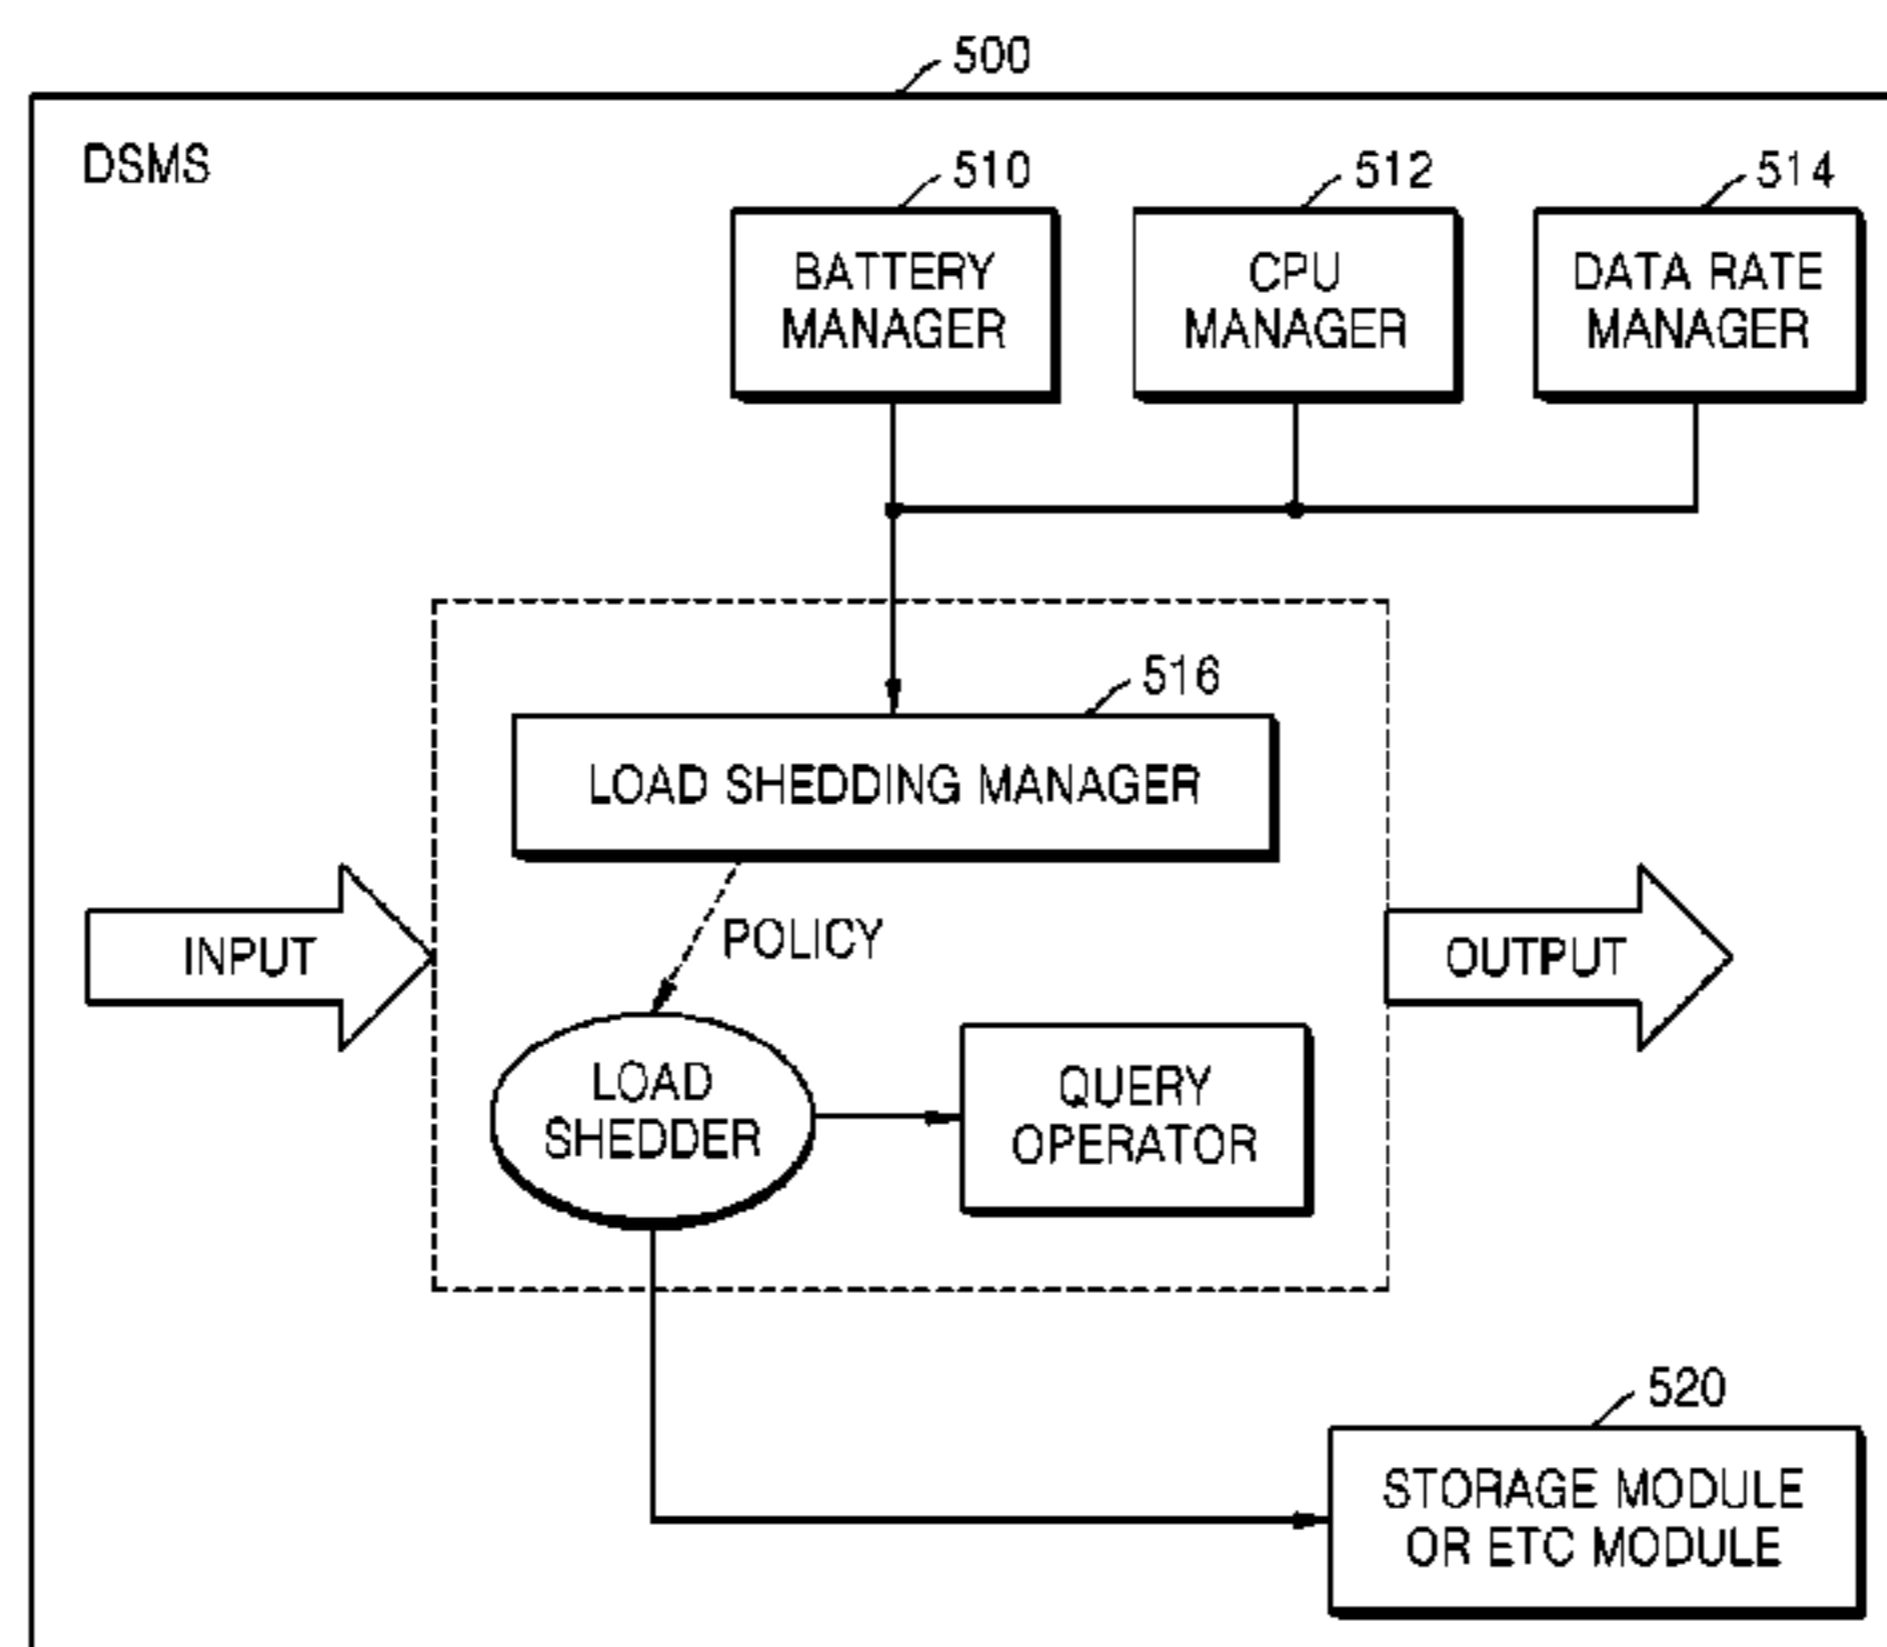 500
DSMS
510
512
514
BATTERY
MANAGER
CPU
MANAGER
DATA RATE
MANAGER
516
LOAD SHEDDING MANAGER
POLICY
INPUT
OUTPUT
LOAD
SHEDDER
QUERY
OPERATOR
520
STORAGE MODULE
OR ETC MODULE